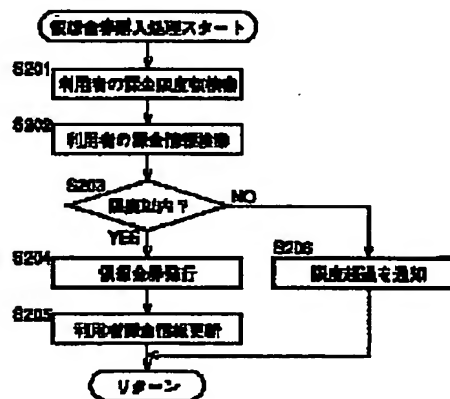 仮想金券購入処理スタート
S201
利用者の課金限度額検索
S202
利用者の課金情報検索
S203
限度以内？
NO
YES
S204
仮想金券発行
S206
限度超過を通知
S205
利用者課金情報更新
リターン